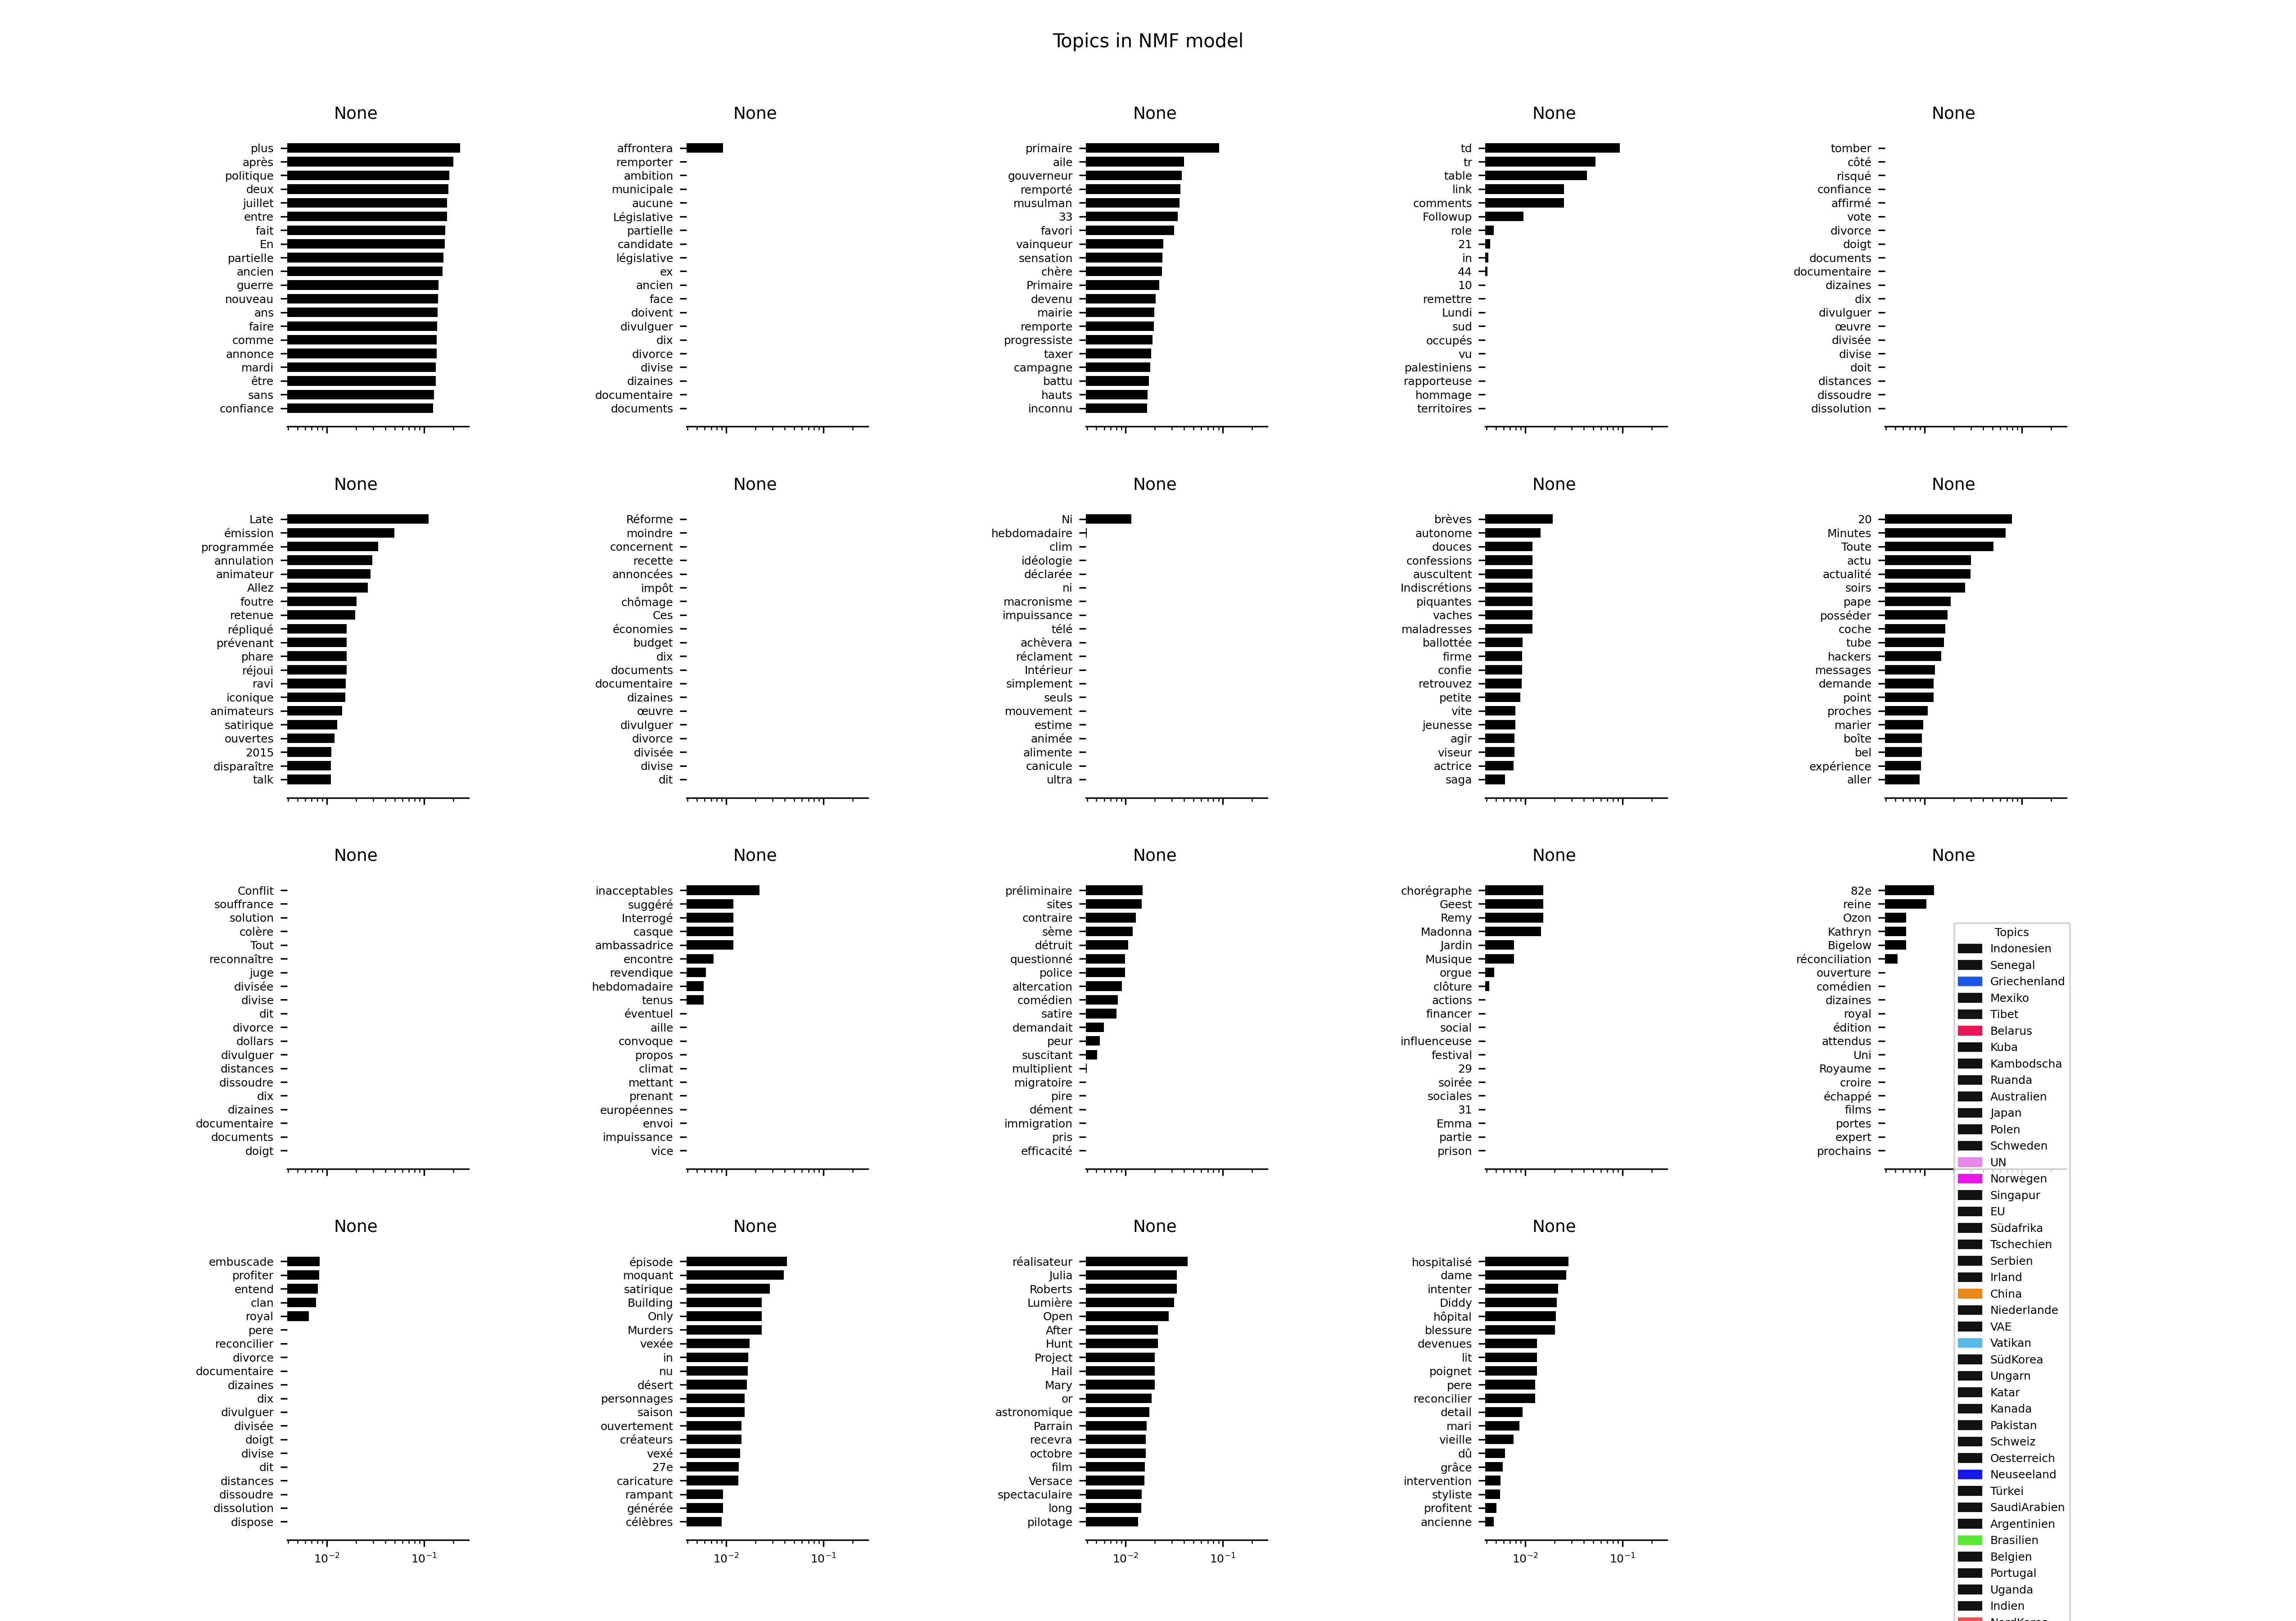 Topics in NMF model
None
plus
après
politique
deux
juillet
entre
fait
En
partielle
ancien
guerre
nouveau
ans
faire
comme
annonce
mardi
être
sans
confiance
None
affrontera
remporter
ambition
municipale
aucune
Législative
partielle
candidate
législative
ex
ancien
face
doivent
divulguer
dix
divorce
divise
dizaines
documentaire
documents
None
primaire
aile
gouverneur
remporté
musulman
33
favori
vainqueur
sensation
chère
Primaire
devenu
mairie
remporte
progressiste
taxer
campagne
battu
hauts
inconnu
None
td
tr
table
link
comments
Followup
role
21
in
44
10
remettre
Lundi
sud
occupés
vu
palestiniens
rapporteuse
hommage
territoires
None
tomber
côté
risqué
confiance
affirmé
vote
divorce
doigt
documents
documentaire
dizaines
dix
divulguer
œuvre
divisée
divise
doit
distances
dissoudre
dissolution
None
Late
émission
programmée
annulation
animateur
Allez
foutre
retenue
répliqué
prévenant
phare
réjoui
ravi
iconique
animateurs
satirique
ouvertes
2015
disparaître
talk
None
Réforme
moindre
concernent
recette
annoncées
impôt
chômage
Ces
économies
budget
dix
documents
documentaire
dizaines
œuvre
divulguer
divorce
divisée
divise
dit
None
Ni
hebdomadaire
clim
idéologie
déclarée
ni
macronisme
impuissance
télé
achèvera
réclament
Intérieur
simplement
seuls
mouvement
estime
animée
alimente
canicule
ultra
None
brèves
autonome
douces
confessions
auscultent
Indiscrétions
piquantes
vaches
maladresses
ballottée
firme
confie
retrouvez
petite
vite
jeunesse
agir
viseur
actrice
saga
None
20
Minutes
Toute
actu
actualité
soirs
pape
posséder
coche
tube
hackers
messages
demande
point
proches
marier
boîte
bel
expérience
aller
None
Conflit
souffrance
solution
colère
Tout
reconnaître
juge
divisée
divise
dit
divorce
dollars
divulguer
distances
dissoudre
dix
dizaines
documentaire
documents
doigt
None
inacceptables
suggéré
Interrogé
casque
ambassadrice
encontre
revendique
hebdomadaire
tenus
éventuel
aille
convoque
propos
climat
mettant
prenant
européennes
envoi
impuissance
vice
None
préliminaire
sites
contraire
sème
détruit
questionné
police
altercation
comédien
satire
demandait
peur
suscitant
multiplient
migratoire
pire
dément
immigration
pris
efficacité
None
chorégraphe
Geest
Remy
Madonna
Jardin
Musique
orgue
clôture
actions
financer
social
influenceuse
festival
29
soirée
sociales
31
Emma
partie
prison
None
82e
reine
Ozon
Kathryn
Bigelow
réconciliation
ouverture
comédien
dizaines
royal
édition
attendus
Uni
Royaume
croire
échappé
films
portes
expert
prochains
None
embuscade
profiter
entend
clan
royal
pere
reconcilier
divorce
documentaire
dizaines
dix
divulguer
divisée
doigt
divise
dit
distances
dissoudre
dissolution
dispose
10⁻² 10⁻¹
None
épisode
moquant
satirique
Building
Only
Murders
vexée
in
nu
désert
personnages
saison
ouvertement
créateurs
vexé
27e
caricature
rampant
générée
célèbres
10⁻² 10⁻¹
None
réalisateur
Julia
Roberts
Lumière
Open
After
Hunt
Project
Hail
Mary
or
astronomique
Parrain
recevra
octobre
film
Versace
spectaculaire
long
pilotage
10⁻² 10⁻¹
None
hospitalisé
dame
intenter
Diddy
hôpital
blessure
devenues
lit
poignet
pere
reconcilier
detail
mari
vieille
dû
grâce
intervention
styliste
profitent
ancienne
10⁻² 10⁻¹
Topics
Indonesien
Senegal
Griechenland
Mexiko
Tibet
Belarus
Kuba
Kambodscha
Ruanda
Australien
Japan
Polen
Schweden
UN
Norwegen
Singapur
EU
Südafrika
Tschechien
Serbien
Irland
China
Niederlande
VAE
Vatikan
SüdKorea
Ungarn
Katar
Kanada
Pakistan
Schweiz
Oesterreich
Neuseeland
Türkei
SaudiArabien
Argentinien
Brasilien
Belgien
Portugal
Uganda
Indien